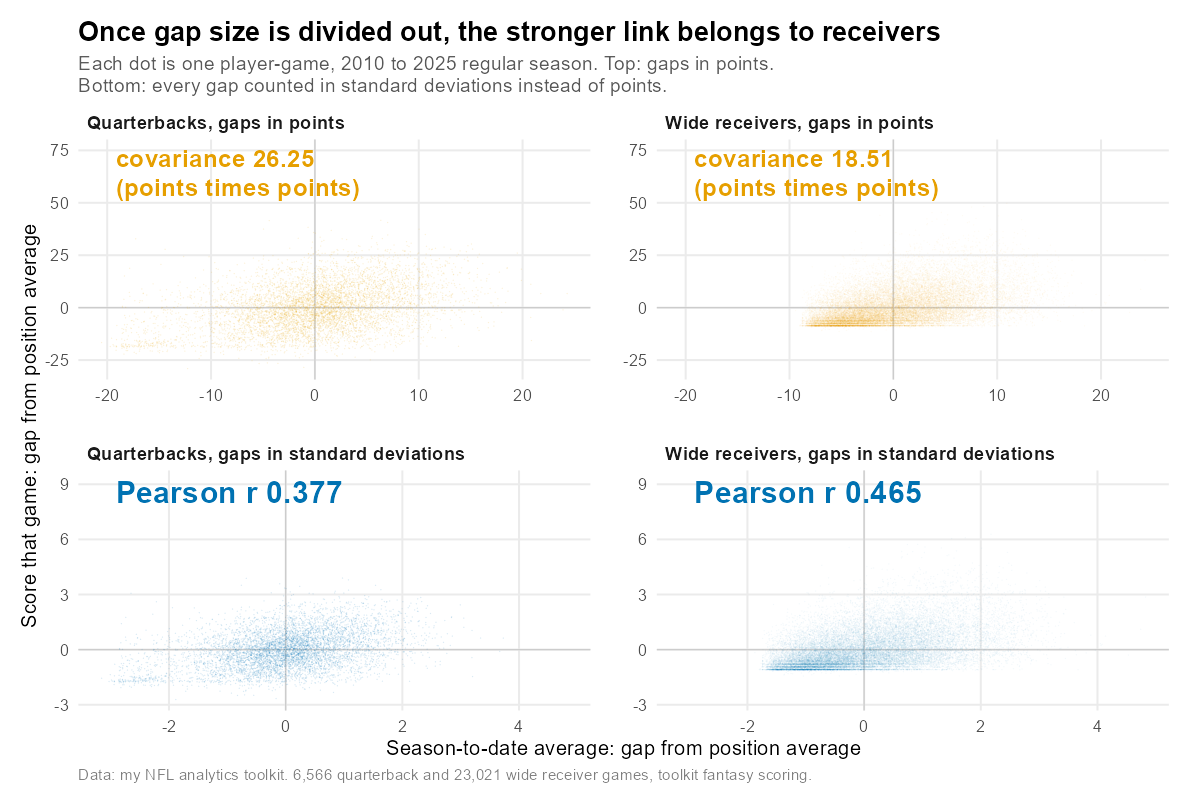 Once gap size is divided out, the stronger link belongs to receivers
Each dot is one player-game, 2010 to 2025 regular season. Top: gaps in points.
Bottom: every gap counted in standard deviations instead of points.
Quarterbacks, gaps in points
covariance 26.25
(points times points)
75
50
25
0
-25
-20
-10
0
10
20
Wide receivers, gaps in points
covariance 18.51
(points times points)
75
50
25
0
-25
-20
-10
0
10
20
Score that game: gap from position average
Quarterbacks, gaps in standard deviations
Pearson r 0.377
9
6
3
0
-3
-2
0
2
4
Wide receivers, gaps in standard deviations
Pearson r 0.465
9
6
3
0
-3
-2
0
2
4
Season-to-date average: gap from position average
Data: my NFL analytics toolkit. 6,566 quarterback and 23,021 wide receiver games, toolkit fantasy scoring.